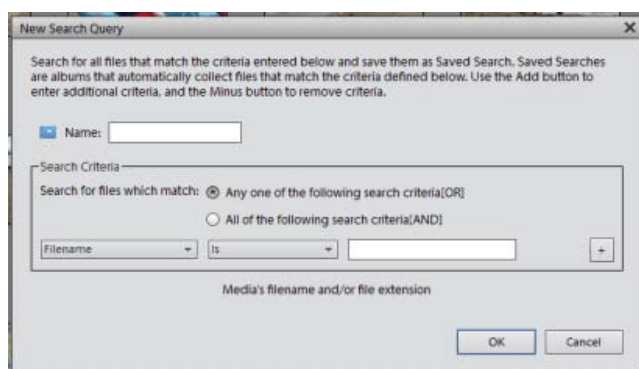 New Search Query
Search for all files that match the criteria entered below and save them as Saved Search. Saved Searches
are albums that automatically collect files that match the criteria defined below. Use the Add button to
enter additional criteria, and the Minus button to remove criteria.
Name:
Search Criteria
Search for files which match: Any one of the following search criteria[OR]
All of the following search criteria[AND]
Filename Is +
Media's filename and/or file extension
OK Cancel